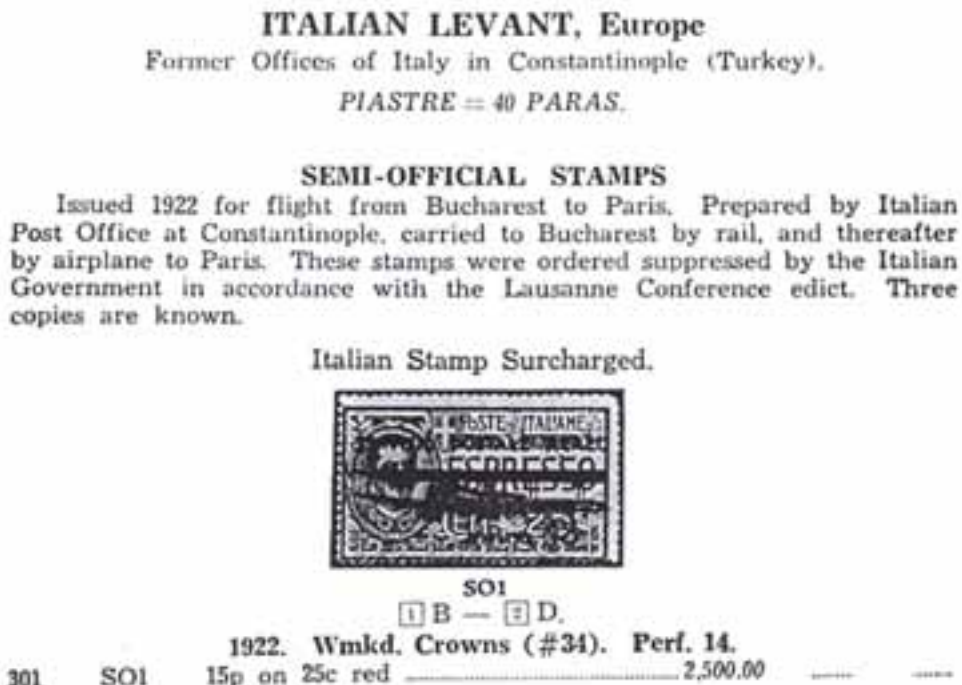 ITALIAN LEVANT, Europe
Former Offices of Italy in Constantinople (Turkey).
PIASTRE = 40 PARAS.
SEMI-OFFICIAL STAMPS
Issued 1922 for flight from Bucharest to Paris. Prepared by Italian
Post Office at Constantinople, carried to Bucharest by rail, and thereafter
by airplane to Paris. These stamps were ordered suppressed by the Italian
Government in accordance with the Lausanne Conference edict. Three
copies are known.
Italian Stamp Surcharged.
POSTE ITALIANE
ESPRESSO
SO1
1 B — 2 D.
1922. Wmkd. Crowns (#34). Perf. 14.
301 SO1 15p on 25c red 2,500.00